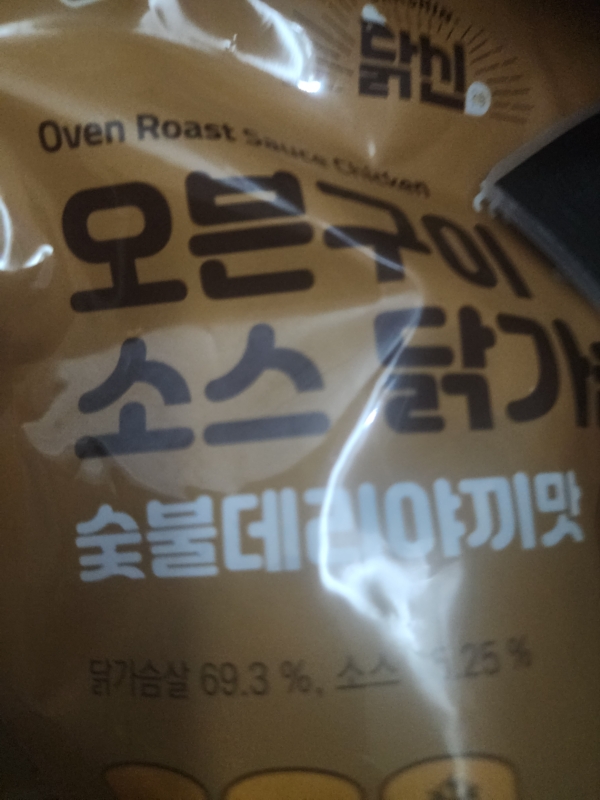 닭신
Oven Roast Sauce Chicken
오븐구이
소스 닭가
숯불데리야끼맛
닭가슴살 69.3 %, 소스